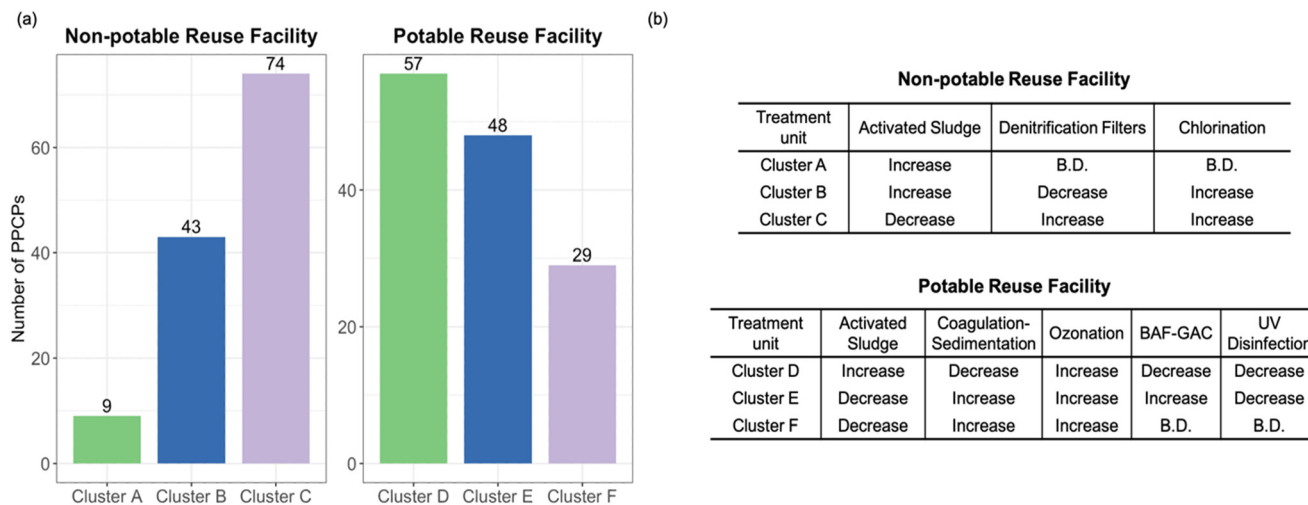 (a)
Non-potable Reuse Facility
Potable Reuse Facility
Number of PPCPs
60
40
20
0
9
43
74
Cluster A Cluster B Cluster C
40
20
0
57
48
29
Cluster D Cluster E Cluster F
(b)
Non-potable Reuse Facility
Treatment unit Activated Sludge Denitrification Filters Chlorination
Cluster A Increase B.D. B.D.
Cluster B Increase Decrease Increase
Cluster C Decrease Increase Increase
Potable Reuse Facility
Treatment unit Activated Sludge Coagulation-Sedimentation Ozonation BAF-GAC UV Disinfection
Cluster D Increase Decrease Increase Decrease Decrease
Cluster E Decrease Increase Increase Increase Decrease
Cluster F Decrease Increase Increase B.D. B.D.